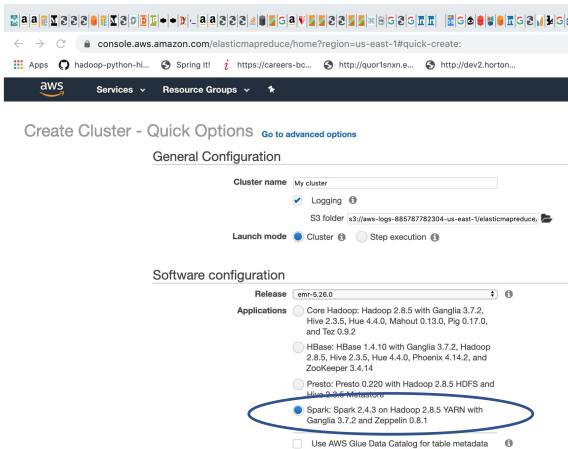 console.aws.amazon.com/elasticmapreduce/home?region=us-east-1#quick-create:
Apps hadoop-python-hi... Spring It! https://careers-bc... http://quor1snxn.e... http://dev2.horton...
aws Services Resource Groups
Create Cluster - Quick Options Go to advanced options
General Configuration
Cluster name My cluster
Logging
S3 folder s3://aws-logs-885787782304-us-east-1/elasticmapreduce,
Launch mode Cluster Step execution
Software configuration
Release emr-5.26.0
Applications Core Hadoop: Hadoop 2.8.5 with Ganglia 3.7.2,
Hive 2.3.5, Hue 4.4.0, Mahout 0.13.0, Pig 0.17.0,
and Tez 0.9.2
HBase: HBase 1.4.10 with Ganglia 3.7.2, Hadoop
2.8.5, Hive 2.3.5, Hue 4.4.0, Phoenix 4.14.2, and
ZooKeeper 3.4.14
Presto: Presto 0.220 with Hadoop 2.8.5 HDFS and
Hive 2.3.5 Metastore
Spark: Spark 2.4.3 on Hadoop 2.8.5 YARN with
Ganglia 3.7.2 and Zeppelin 0.8.1
Use AWS Glue Data Catalog for table metadata